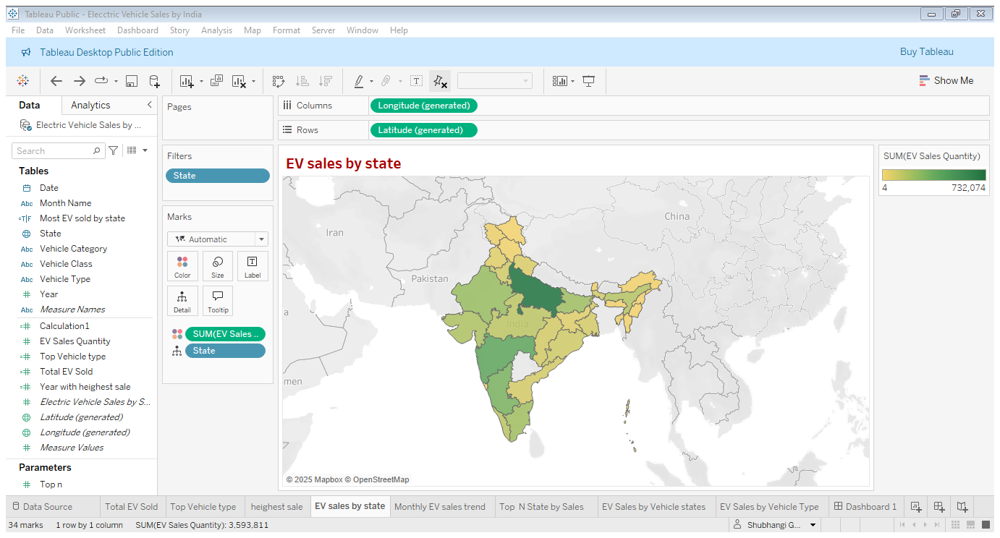 Tableau Public - Elecctric Vehicle Sales by India
File Data Worksheet Dashboard Story Analysis Map Format Server Window Help
Tableau Desktop Public Edition
Buy Tableau
Show Me
Data
Analytics
Electric Vehicle Sales by ...
Search
Tables
Date
Abc Month Name
=T|F Most EV sold by state
State
Abc Vehicle Category
Abc Vehicle Class
Abc Vehicle Type
# Year
Abc Measure Names
=# Calculation1
# EV Sales Quantity
=# Top Vehicle type
=# Total EV Sold
=# Year with heighest sale
# Electric Vehicle Sales by S...
Latitude (generated)
Longitude (generated)
# Measure Values
Parameters
# Top n
Pages
Filters
State
Marks
Automatic
Color
Size
Label
Detail
Tooltip
SUM(EV Sales ..
State
Columns
Longitude (generated)
Rows
Latitude (generated)
EV sales by state
Iran
China
Pakistan
a
India
men
© 2025 Mapbox © OpenStreetMap
SUM(EV Sales Quantity)
4
732,074
Data Source
Total EV Sold
Top Vehicle type
heighest sale
EV sales by state
Monthly EV sales trend
Top N State by Sales
EV Sales by Vehicle states
EV Sales by Vehicle Type
Dashboard 1
34 marks
1 row by 1 column
SUM(EV Sales Quantity): 3,593,811
Shubhangi G...